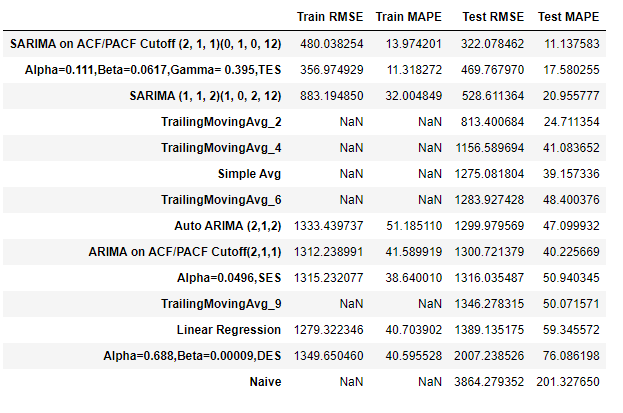 Train RMSE Train MAPE Test RMSE Test MAPE
SARIMA on ACF/PACF Cutoff (2, 1, 1)(0, 1, 0, 12) 480.038254 13.974201 322.078462 11.137583
Alpha=0.111,Beta=0.0617,Gamma= 0.395,TES 356.974929 11.318272 469.767970 17.580255
SARIMA (1, 1, 2)(1, 0, 2, 12) 883.194850 32.004849 528.611364 20.955777
TrailingMovingAvg_2 NaN NaN 813.400684 24.711354
TrailingMovingAvg_4 NaN NaN 1156.589694 41.083652
Simple Avg NaN NaN 1275.081804 39.157336
TrailingMovingAvg_6 NaN NaN 1283.927428 48.400376
Auto ARIMA (2,1,2) 1333.439737 51.185110 1299.979569 47.099932
ARIMA on ACF/PACF Cutoff(2,1,1) 1312.238991 41.589919 1300.721379 40.225669
Alpha=0.0496,SES 1315.232077 38.640010 1316.035487 50.940345
TrailingMovingAvg_9 NaN NaN 1346.278315 50.071571
Linear Regression 1279.322346 40.703902 1389.135175 59.345572
Alpha=0.688,Beta=0.00009,DES 1349.650460 40.595528 2007.238526 76.086198
Naive NaN NaN 3864.279352 201.327650